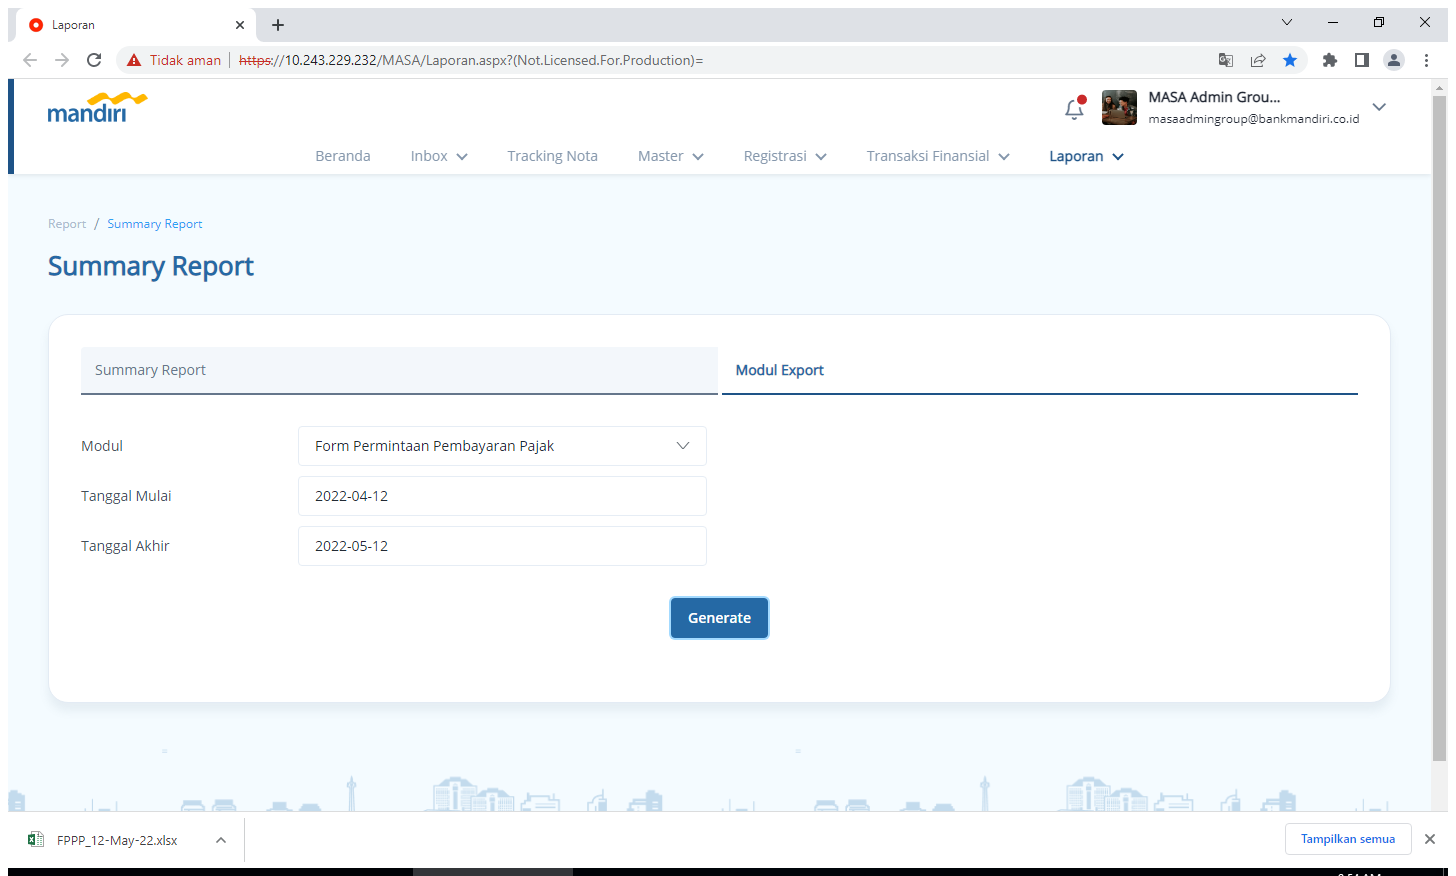 Laporan
Tidak aman
https://10.243.229.232/MASA/Laporan.aspx?(Not.Licensed.For.Production)=
mandiri
MASA Admin Grou...
masaadmingroup@bankmandiri.co.id
Beranda Inbox Tracking Nota Master Registrasi Transaksi Finansial Laporan
Report / Summary Report
Summary Report
Summary Report Modul Export
Modul Form Permintaan Pembayaran Pajak
Tanggal Mulai 2022-04-12
Tanggal Akhir 2022-05-12
Generate
FPPP_12-May-22.xlsx
Tampilkan semua